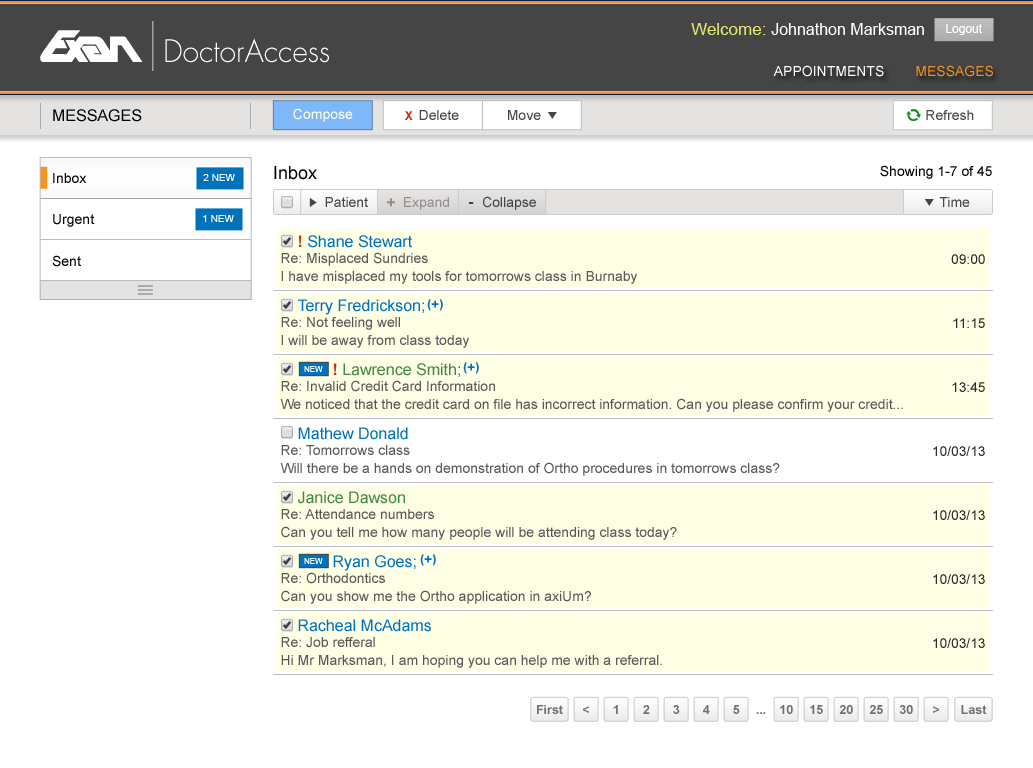 Exan DoctorAccess
Welcome: Johnathon Marksman Logout
APPOINTMENTS MESSAGES
MESSAGES Compose X Delete Move ▼ Refresh
Inbox 2 NEW
Urgent 1 NEW
Sent
Inbox Showing 1-7 of 45
▶ Patient + Expand - Collapse ▼ Time
! Shane Stewart
Re: Misplaced Sundries
I have misplaced my tools for tomorrows class in Burnaby
09:00
Terry Fredrickson;(+)
Re: Not feeling well
I will be away from class today
11:15
NEW ! Lawrence Smith;(+)
Re: Invalid Credit Card Information
We noticed that the credit card on file has incorrect information. Can you please confirm your credit...
13:45
Mathew Donald
Re: Tomorrows class
Will there be a hands on demonstration of Ortho procedures in tomorrows class?
10/03/13
Janice Dawson
Re: Attendance numbers
Can you tell me how many people will be attending class today?
10/03/13
NEW Ryan Goes;(+)
Re: Orthodontics
Can you show me the Ortho application in axiUm?
10/03/13
Racheal McAdams
Re: Job refferal
Hi Mr Marksman, I am hoping you can help me with a referral.
10/03/13
First < 1 2 3 4 5 ... 10 15 20 25 30 > Last